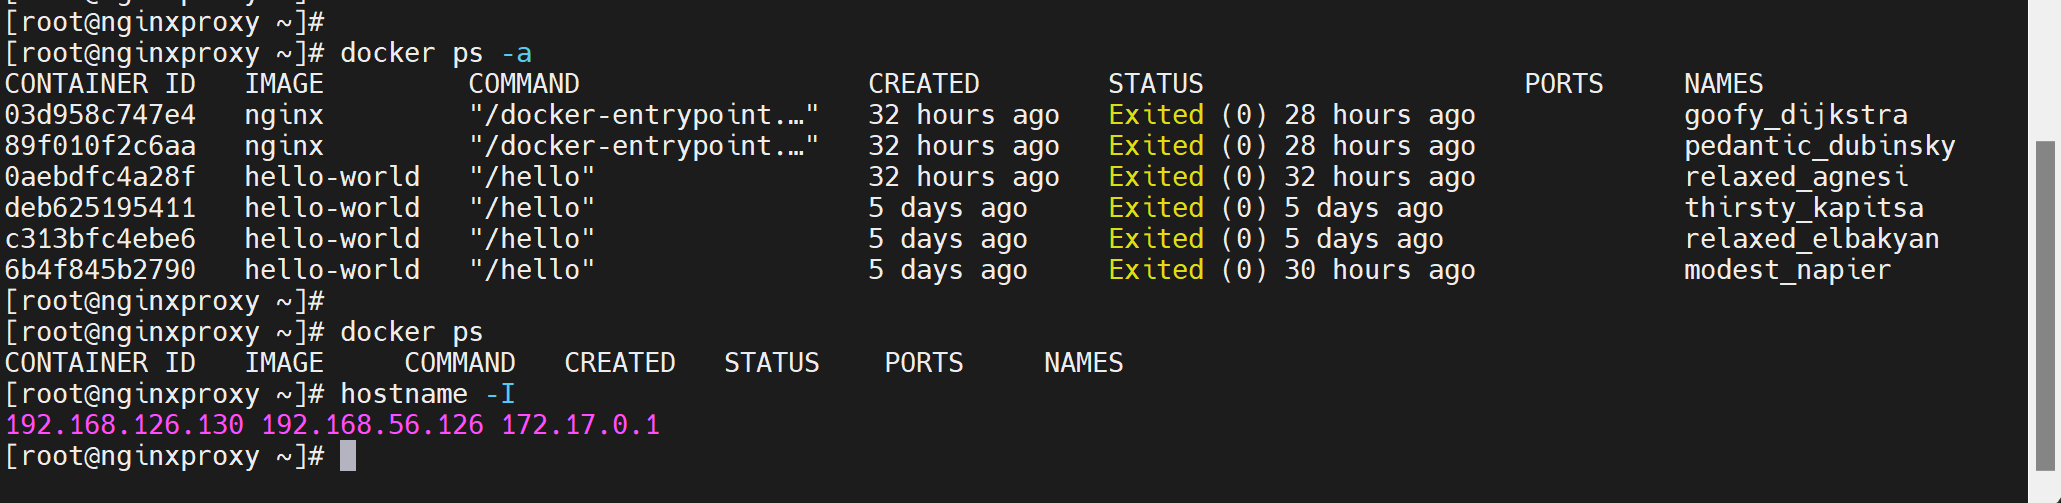 [root@nginxproxy ~]#
[root@nginxproxy ~]# docker ps -a
CONTAINER ID   IMAGE         COMMAND                  CREATED        STATUS                    PORTS     NAMES
03d958c747e4   nginx         "/docker-entrypoint.…"   32 hours ago   Exited (0) 28 hours ago             goofy_dijkstra
89f010f2c6aa   nginx         "/docker-entrypoint.…"   32 hours ago   Exited (0) 28 hours ago             pedantic_dubinsky
0aebdfc4a28f   hello-world   "/hello"                 32 hours ago   Exited (0) 32 hours ago             relaxed_agnesi
deb625195411   hello-world   "/hello"                 5 days ago     Exited (0) 5 days ago               thirsty_kapitsa
c313bfc4ebe6   hello-world   "/hello"                 5 days ago     Exited (0) 5 days ago               relaxed_elbakyan
6b4f845b2790   hello-world   "/hello"                 5 days ago     Exited (0) 30 hours ago             modest_napier
[root@nginxproxy ~]#
[root@nginxproxy ~]# docker ps
CONTAINER ID   IMAGE     COMMAND   CREATED   STATUS    PORTS     NAMES
[root@nginxproxy ~]# hostname -I
192.168.126.130 192.168.56.126 172.17.0.1
[root@nginxproxy ~]#